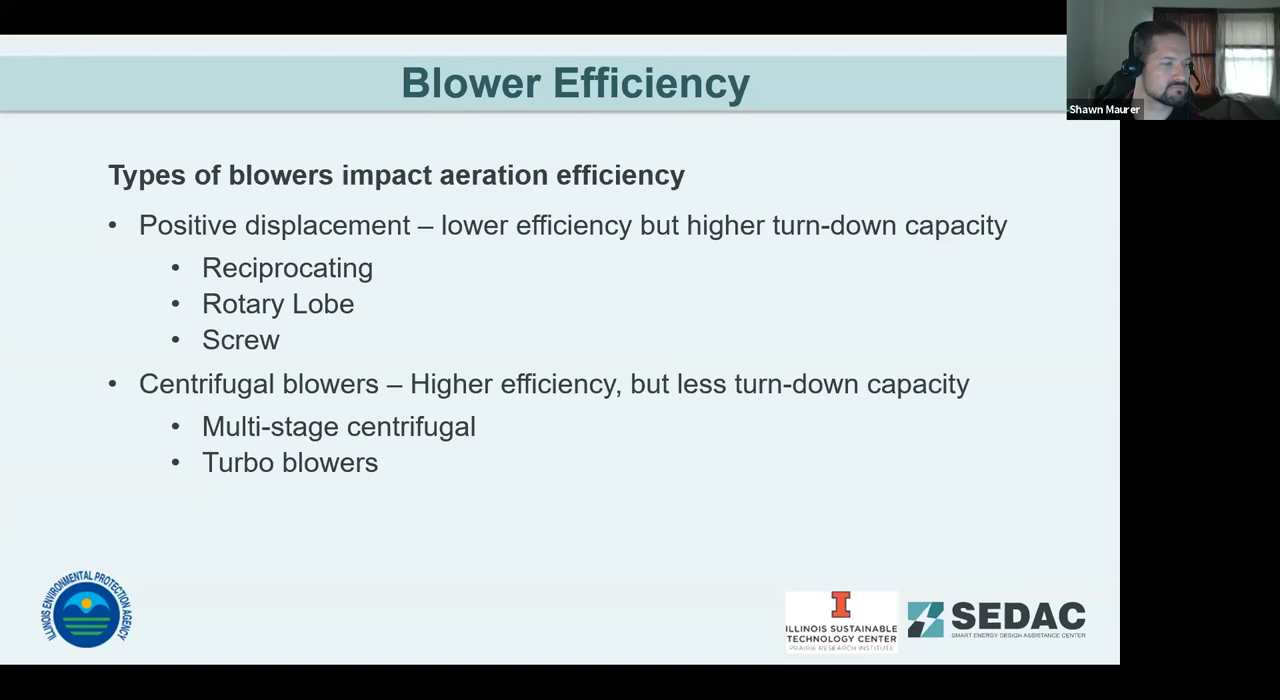 Blower Efficiency
Shawn Maurer
Types of blowers impact aeration efficiency
• Positive displacement – lower efficiency but higher turn-down capacity
• Reciprocating
• Rotary Lobe
• Screw
• Centrifugal blowers – Higher efficiency, but less turn-down capacity
• Multi-stage centrifugal
• Turbo blowers
ILLINOIS ENVIRONMENTAL PROTECTION AGENCY
I
ILLINOIS SUSTAINABLE
TECHNOLOGY CENTER
PRAIRIE RESEARCH INSTITUTE
SEDAC
SMART ENERGY DESIGN ASSISTANCE CENTER